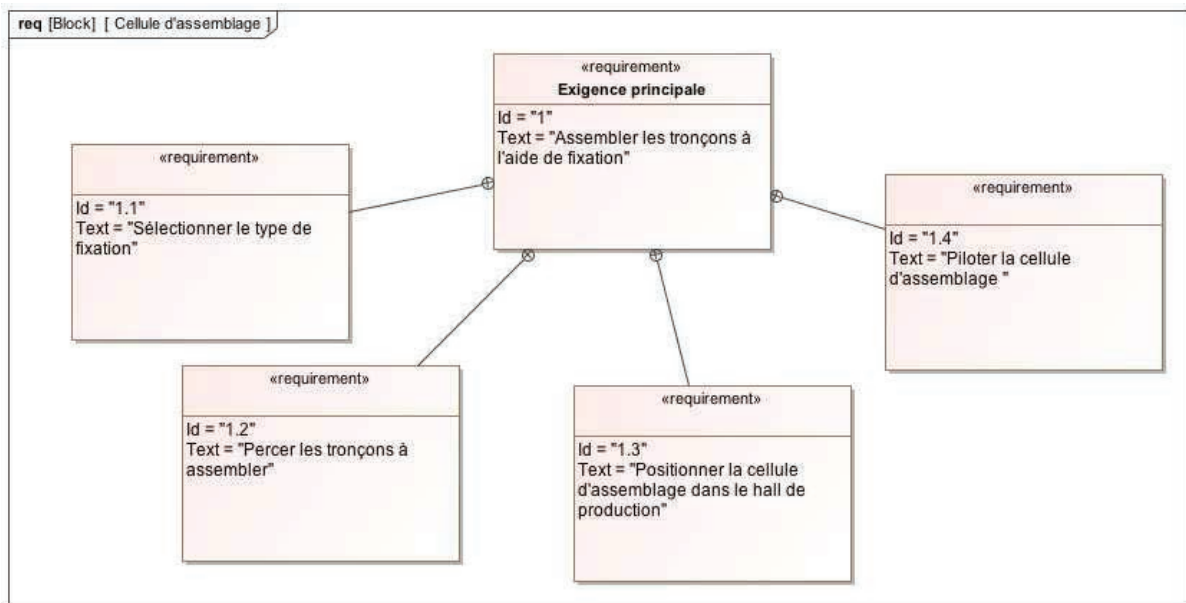 req [Block] [ Cellule d'assemblage ]
«requirement»
Exigence principale
Id = "1"
Text = "Assembler les tronçons à
l'aide de fixation"
«requirement»
Id = "1.1"
Text = "Sélectionner le type de
fixation"
«requirement»
Id = "1.4"
Text = "Piloter la cellule
d'assemblage "
«requirement»
Id = "1.2"
Text = "Percer les tronçons à
assembler"
«requirement»
Id = "1.3"
Text = "Positionner la cellule
d'assemblage dans le hall de
production"